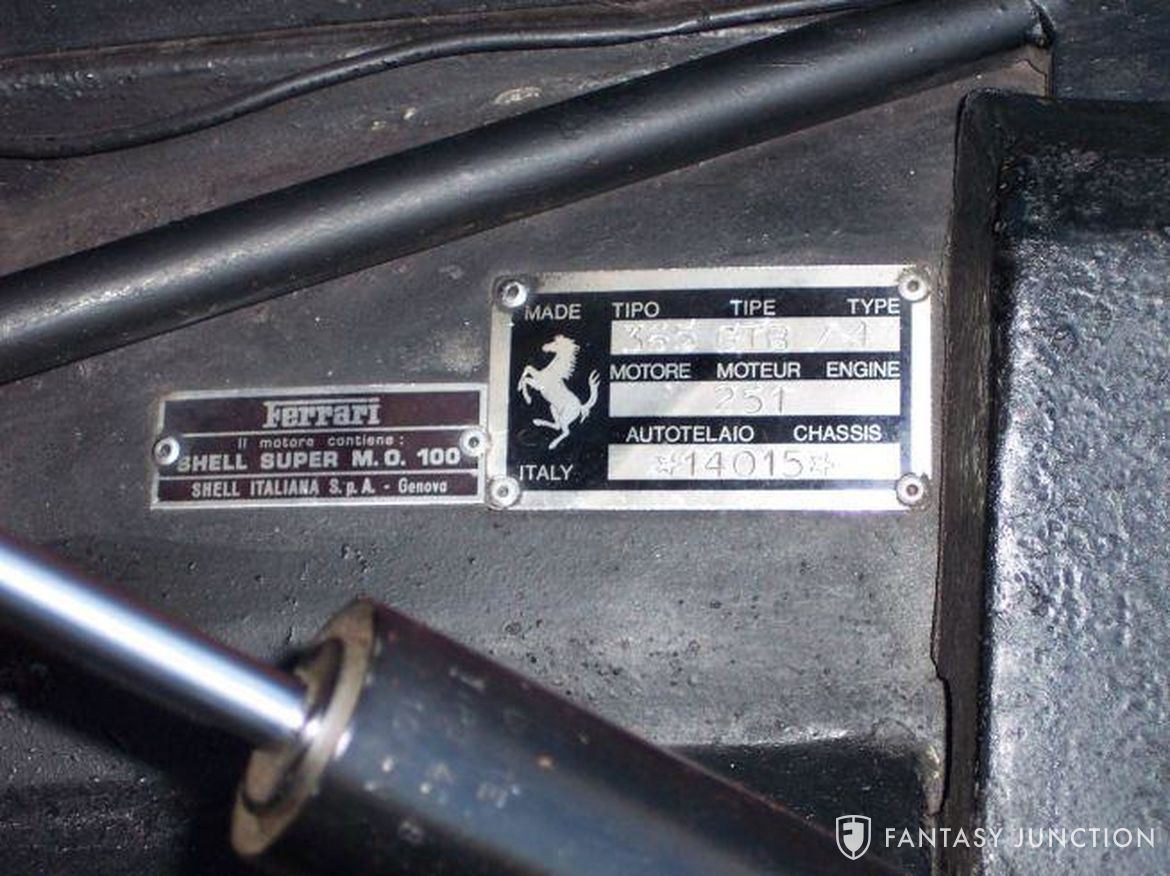 Ferrari
Il motore contiene:
SHELL SUPER M.O. 100
SHELL ITALIANA S.p.A. - Genova
MADE
ITALY
TIPO TIPE TYPE
365 GTB /4
MOTORE MOTEUR ENGINE
251
AUTOTELAIO CHASSIS
*14015*
FANTASY JUNCTION